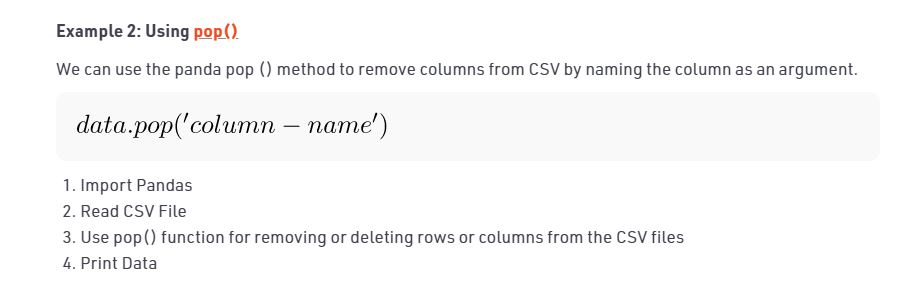 Example 2: Using pop()
We can use the panda pop () method to remove columns from CSV by naming the column as an argument.
data.pop('column − name')
1. Import Pandas
2. Read CSV File
3. Use pop() function for removing or deleting rows or columns from the CSV files
4. Print Data